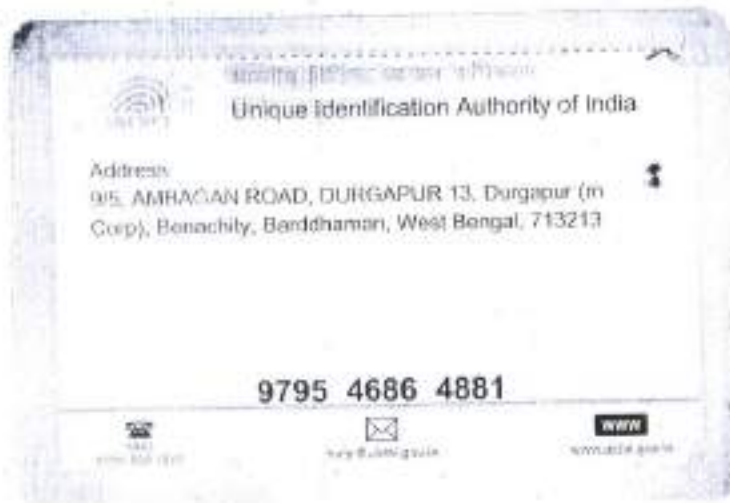 Unique Identification Authority of India
Address
9/5, AMRAGAN ROAD, DURGAPUR 13, Durgapur (m
Corp), Benachity, Barddhaman, West Bengal, 713213
9795 4686 4881
WWW